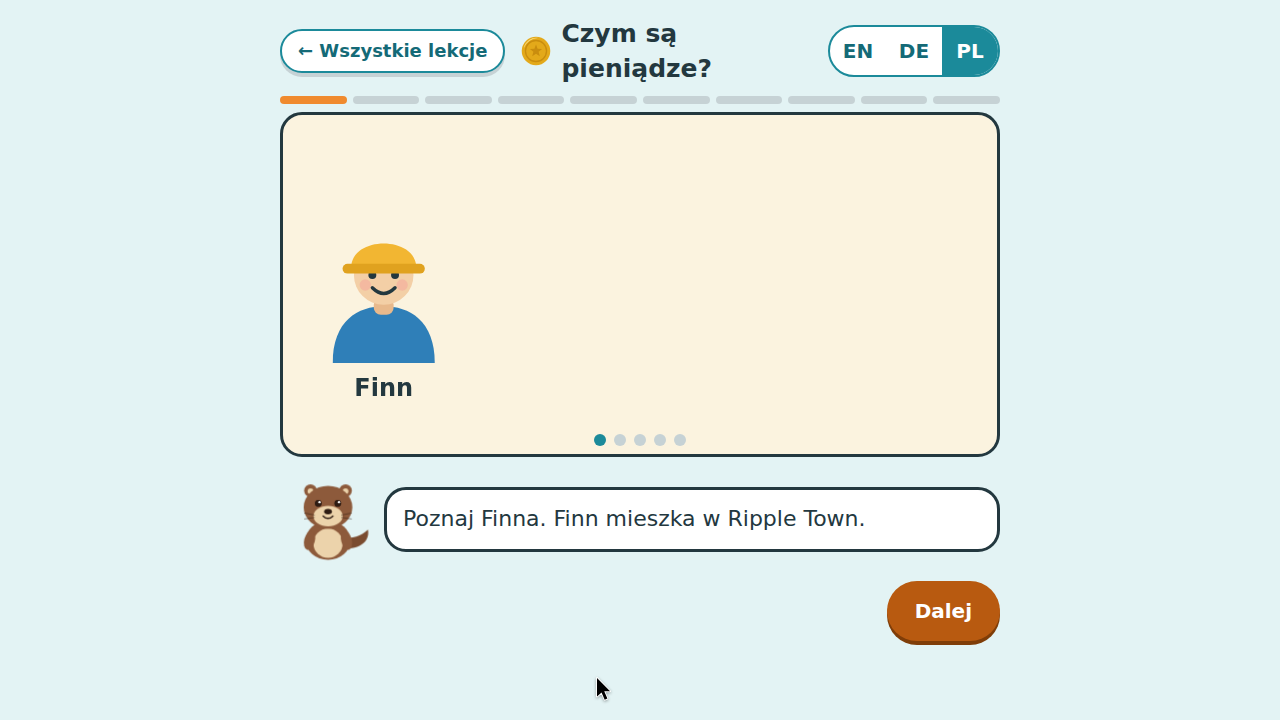 ← Wszystkie lekcje
Czym są
pieniądze?
EN DE PL
Finn
Poznaj Finna. Finn mieszka w Ripple Town.
Dalej